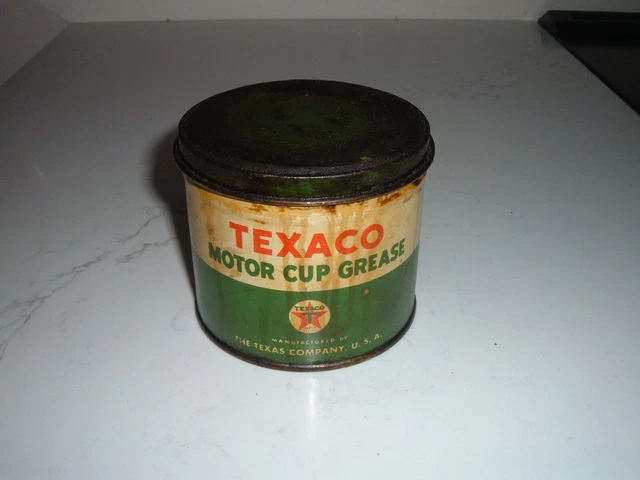 TEXACO
MOTOR CUP GREASE
TEXACO
T
MANUFACTURED BY
THE TEXAS COMPANY, U. S. A.